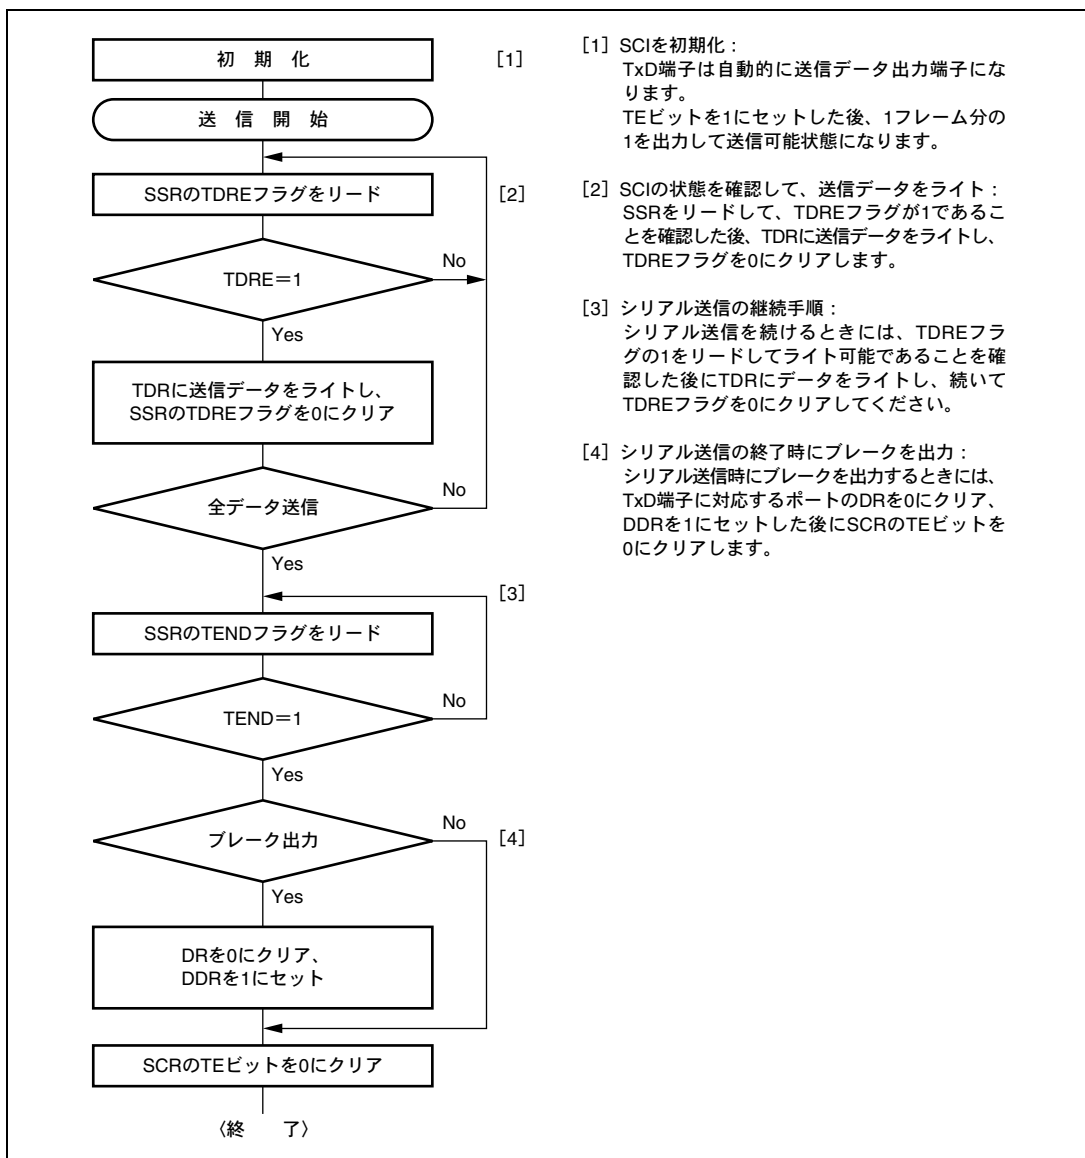 初 期 化
[1]
送 信 開 始
SSRのTDREフラグをリード
[2]
TDRE＝1
No
Yes
TDRに送信データをライトし、
SSRのTDREフラグを0にクリア
全データ送信
No
Yes
[3]
SSRのTENDフラグをリード
TEND＝1
No
Yes
ブレーク出力
No
[4]
Yes
DRを0にクリア、
DDRを1にセット
SCRのTEビットを0にクリア
〈終 了〉
[1] SCIを初期化：
TxD端子は自動的に送信データ出力端子にな
ります。
TEビットを1にセットした後、1フレーム分の
1を出力して送信可能状態になります。
[2] SCIの状態を確認して、送信データをライト：
SSRをリードして、TDREフラグが1であるこ
とを確認した後、TDRに送信データをライトし、
TDREフラグを0にクリアします。
[3] シリアル送信の継続手順：
シリアル送信を続けるときには、TDREフラ
グの1をリードしてライト可能であることを確
認した後にTDRにデータをライトし、続いて
TDREフラグを0にクリアしてください。
[4] シリアル送信の終了時にブレークを出力：
シリアル送信時にブレークを出力するときには、
TxD端子に対応するポートのDRを0にクリア、
DDRを1にセットした後にSCRのTEビットを
0にクリアします。